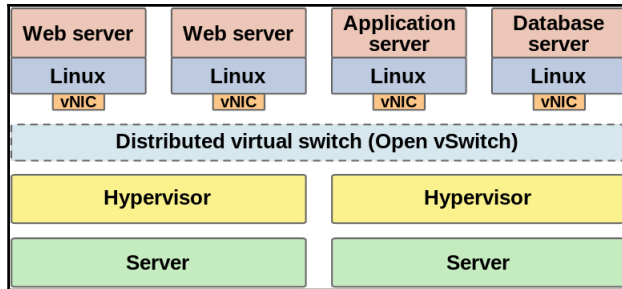 Web server
Web server
Application
server
Database
server
Linux
Linux
Linux
Linux
vNIC
vNIC
vNIC
vNIC
Distributed virtual switch (Open vSwitch)
Hypervisor
Hypervisor
Server
Server